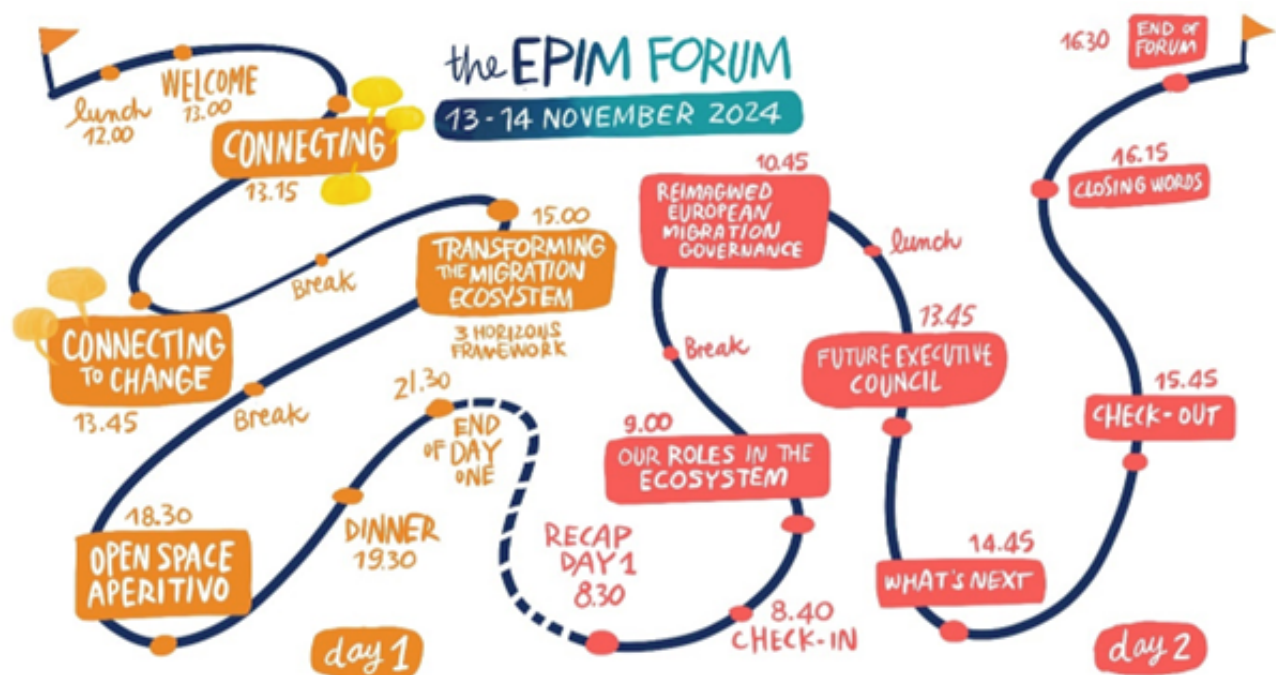 the EPIM FORUM
13 - 14 NOVEMBER 2024
lunch
12.00
WELCOME
13.00
CONNECTING
13.15
CONNECTING
TO CHANGE
13.45
Break
15.00
TRANSFORMING
THE MIGRATION
ECOSYSTEM
3 HORIZONS
FRAMEWORK
Break
18.30
OPEN SPACE
APERITIVO
DINNER
19.30
21.30
END
OF DAY
ONE
day 1
RECAP
DAY 1
8.30
8.40
CHECK-IN
9.00
OUR ROLES IN THE
ECOSYSTEM
Break
10.45
REIMAGINED
EUROPEAN
MIGRATION
GOVERNANCE
lunch
13.45
FUTURE EXECUTIVE
COUNCIL
14.45
WHAT'S NEXT
15.45
CHECK-OUT
16.15
CLOSING WORDS
16.30
END OF
FORUM
day 2